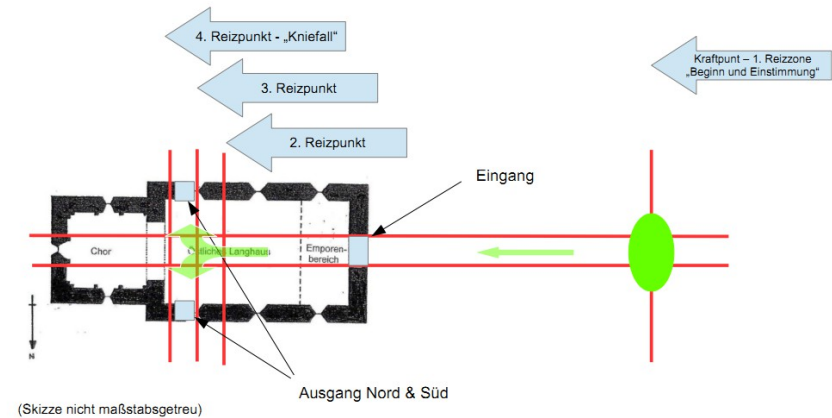 4. Reizpunkt - „Kniefall“
Kraftpunt – 1. Reizzone
„Beginn und Einstimmung“
3. Reizpunkt
2. Reizpunkt
Eingang
Chor
Östliches Langhaus
Emporen-
bereich
N
Ausgang Nord & Süd
(Skizze nicht maßstabsgetreu)